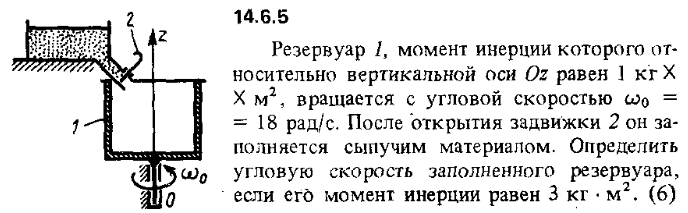 14.6.5
Резервуар 1, момент инерции которого от-
носительно вертикальной оси Oz равен 1 кг X
X м², вращается с угловой скоростью ω₀ =
= 18 рад/с. После открытия задвижки 2 он за-
полняется сыпучим материалом. Определить
угловую скорость заполненного резервуара,
если его момент инерции равен 3 кг · м². (6)
2
z
1
ω₀
O